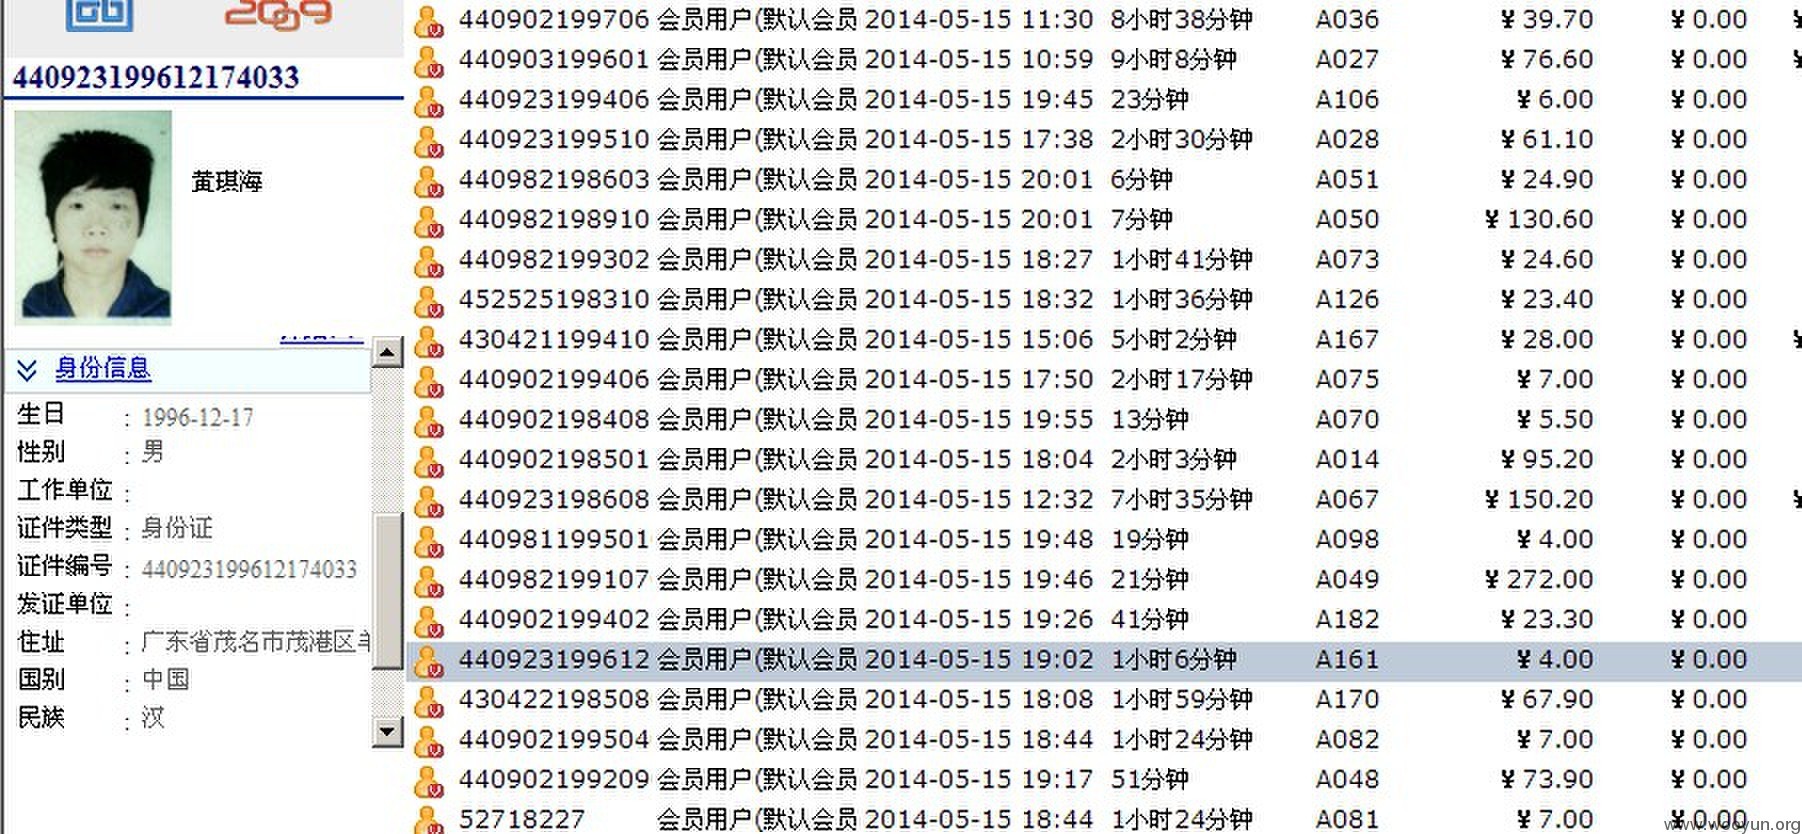 2009
440923199612174033
黄琪海
身份信息
生日 : 1996-12-17
性别 : 男
工作单位 :
证件类型 : 身份证
证件编号 : 440923199612174033
发证单位 :
住址 : 广东省茂名市茂港区
国别 : 中国
民族 : 汉
440902199706 会员用户(默认会员 2014-05-15 11:30 8小时38分钟 A036 ¥ 39.70 ¥ 0.00
440903199601 会员用户(默认会员 2014-05-15 10:59 9小时8分钟 A027 ¥ 76.60 ¥ 0.00
440923199406 会员用户(默认会员 2014-05-15 19:45 23分钟 A106 ¥ 6.00 ¥ 0.00
440923199510 会员用户(默认会员 2014-05-15 17:38 2小时30分钟 A028 ¥ 61.10 ¥ 0.00
440982198603 会员用户(默认会员 2014-05-15 20:01 6分钟 A051 ¥ 24.90 ¥ 0.00
440982198910 会员用户(默认会员 2014-05-15 20:01 7分钟 A050 ¥ 130.60 ¥ 0.00
440982199302 会员用户(默认会员 2014-05-15 18:27 1小时41分钟 A073 ¥ 24.60 ¥ 0.00
452525198310 会员用户(默认会员 2014-05-15 18:32 1小时36分钟 A126 ¥ 23.40 ¥ 0.00
430421199410 会员用户(默认会员 2014-05-15 15:06 5小时2分钟 A167 ¥ 28.00 ¥ 0.00
440902199406 会员用户(默认会员 2014-05-15 17:50 2小时17分钟 A075 ¥ 7.00 ¥ 0.00
440902198408 会员用户(默认会员 2014-05-15 19:55 13分钟 A070 ¥ 5.50 ¥ 0.00
440902198501 会员用户(默认会员 2014-05-15 18:04 2小时3分钟 A014 ¥ 95.20 ¥ 0.00
440923198608 会员用户(默认会员 2014-05-15 12:32 7小时35分钟 A067 ¥ 150.20 ¥ 0.00
440981199501 会员用户(默认会员 2014-05-15 19:48 19分钟 A098 ¥ 4.00 ¥ 0.00
440982199107 会员用户(默认会员 2014-05-15 19:46 21分钟 A049 ¥ 272.00 ¥ 0.00
440902199402 会员用户(默认会员 2014-05-15 19:26 41分钟 A182 ¥ 23.30 ¥ 0.00
440923199612 会员用户(默认会员 2014-05-15 19:02 1小时6分钟 A161 ¥ 4.00 ¥ 0.00
430422198508 会员用户(默认会员 2014-05-15 18:08 1小时59分钟 A170 ¥ 67.90 ¥ 0.00
440902199504 会员用户(默认会员 2014-05-15 18:44 1小时24分钟 A082 ¥ 7.00 ¥ 0.00
440902199209 会员用户(默认会员 2014-05-15 19:17 51分钟 A048 ¥ 73.90 ¥ 0.00
52718227 会员用户(默认会员 2014-05-15 18:44 1小时24分钟 A081 ¥ 7.00 ¥ 0.00
www.wooyun.org